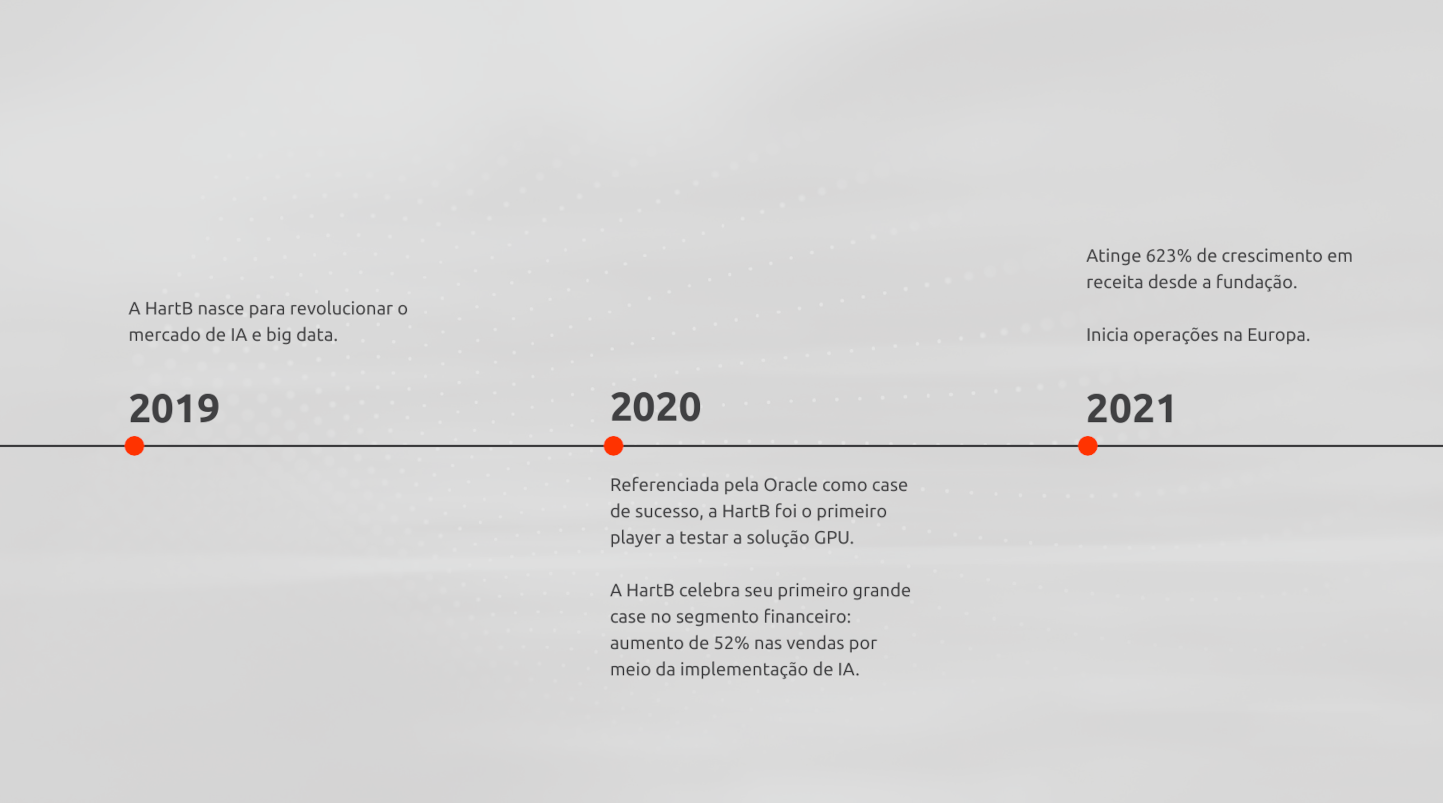 A HartB nasce para revolucionar o
mercado de IA e big data.
2019
2020
Referenciada pela Oracle como case
de sucesso, a HartB foi o primeiro
player a testar a solução GPU.
A HartB celebra seu primeiro grande
case no segmento financeiro:
aumento de 52% nas vendas por
meio da implementação de IA.
Atinge 623% de crescimento em
receita desde a fundação.
Inicia operações na Europa.
2021